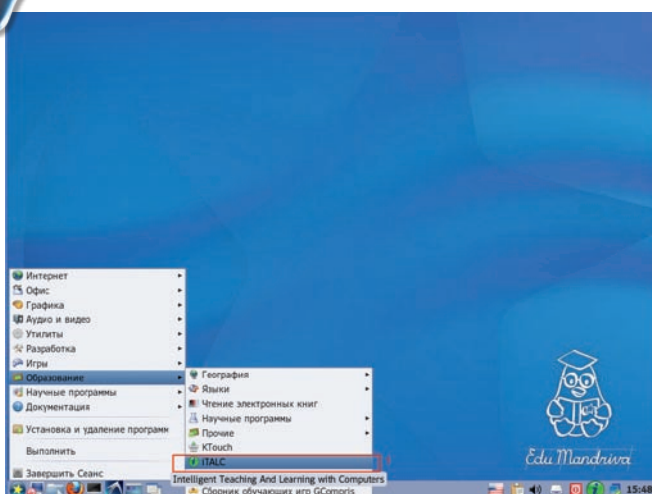 Интернет
Офис
Графика
Аудио и видео
Утилиты
Разработка
Игры
Образование
Научные программы
Документация
Установка и удаление программ
Выполнить
Завершить Сеанс
География
Языки
Чтение электронных книг
Научные программы
Прочие
KTouch
iTALC
Intelligent Teaching And Learning with Computers
Сборник обучающих игр GCompris
Edu Mandriva
15:48